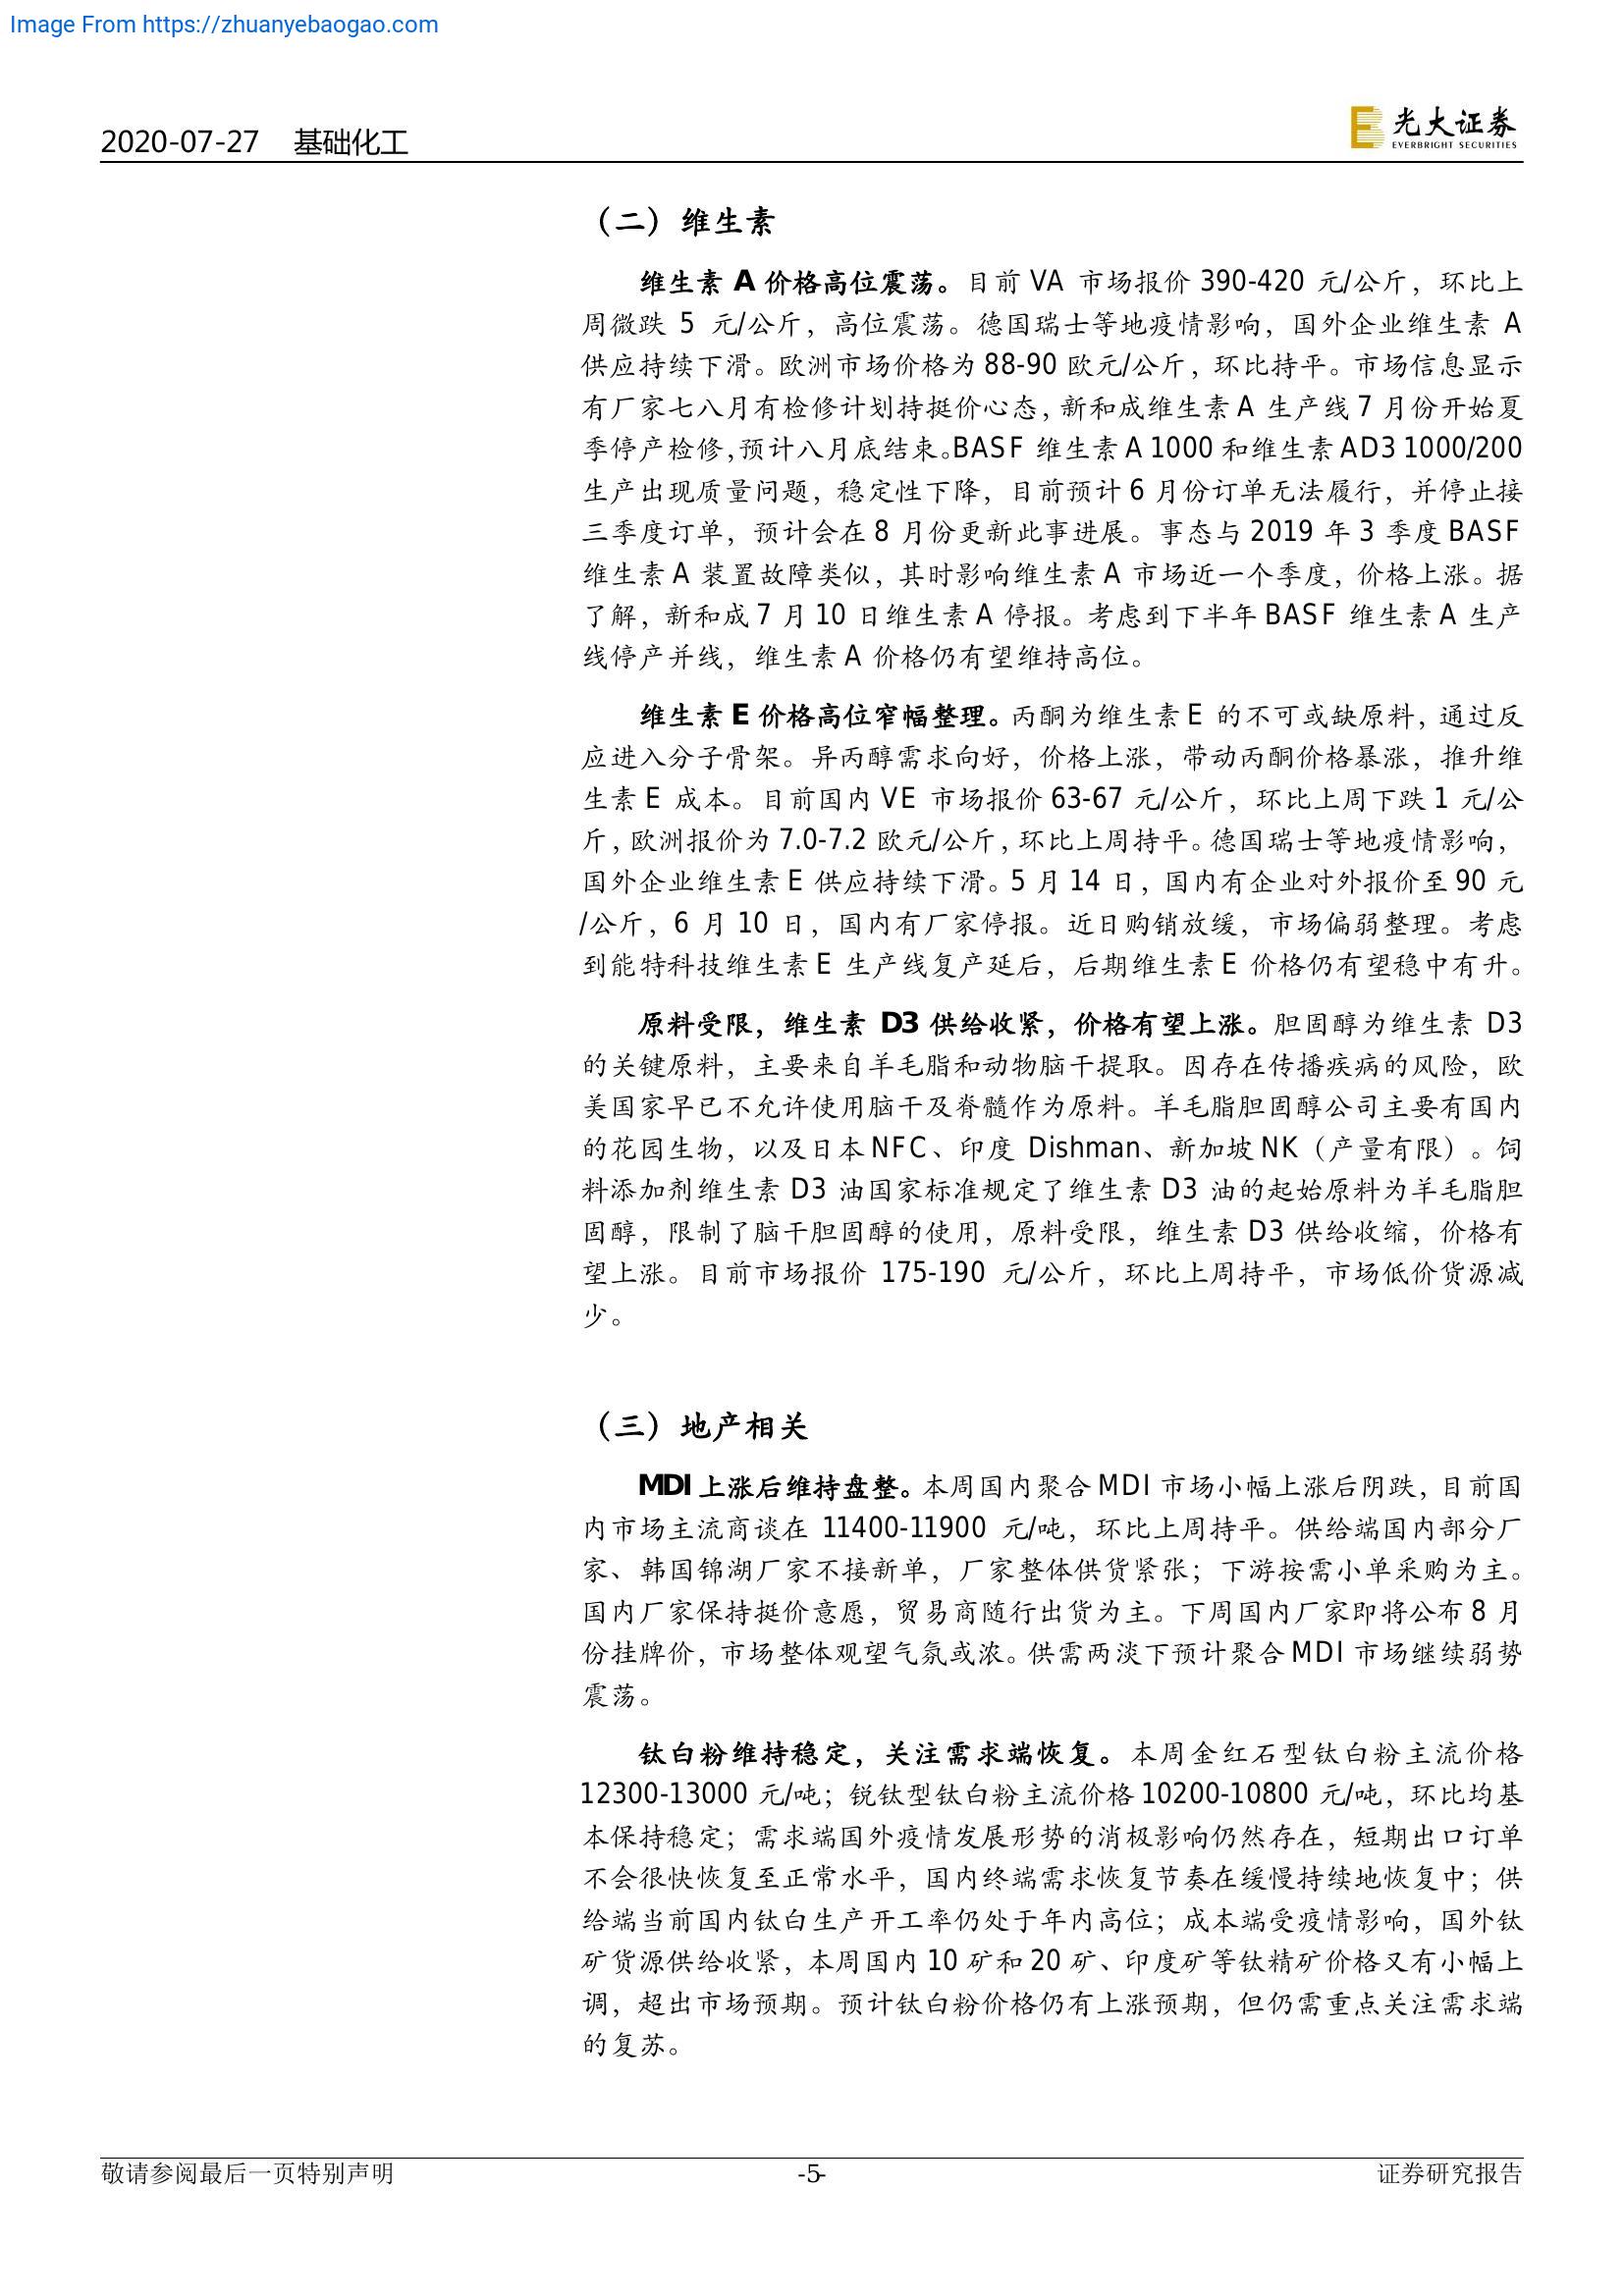 Image From https://zhuanyebaogao.com
2020-07-27 基础化工
光大证券
EVERBRIGHT SECURITIES
（二）维生素
维生素 A 价格高位震荡。目前 VA 市场报价 390-420 元/公斤，环比上
周微跌 5 元/公斤，高位震荡。德国瑞士等地疫情影响，国外企业维生素 A
供应持续下滑。欧洲市场价格为 88-90 欧元/公斤，环比持平。市场信息显示
有厂家七八月有检修计划持挺价心态，新和成维生素 A 生产线 7 月份开始夏
季停产检修，预计八月底结束。BASF 维生素 A 1000 和维生素 AD3 1000/200
生产出现质量问题，稳定性下降，目前预计 6 月份订单无法履行，并停止接
三季度订单，预计会在 8 月份更新此事进展。事态与 2019 年 3 季度 BASF
维生素 A 装置故障类似，其时影响维生素 A 市场近一个季度，价格上涨。据
了解，新和成 7 月 10 日维生素 A 停报。考虑到下半年 BASF 维生素 A 生产
线停产并线，维生素 A 价格仍有望维持高位。
维生素 E 价格高位窄幅整理。丙酮为维生素 E 的不可或缺原料，通过反
应进入分子骨架。异丙醇需求向好，价格上涨，带动丙酮价格暴涨，推升维
生素 E 成本。目前国内 VE 市场报价 63-67 元/公斤，环比上周下跌 1 元/公
斤，欧洲报价为 7.0-7.2 欧元/公斤，环比上周持平。德国瑞士等地疫情影响，
国外企业维生素 E 供应持续下滑。5 月 14 日，国内有企业对外报价至 90 元
/公斤，6 月 10 日，国内有厂家停报。近日购销放缓，市场偏弱整理。考虑
到能特科技维生素 E 生产线复产延后，后期维生素 E 价格仍有望稳中有升。
原料受限，维生素 D3 供给收紧，价格有望上涨。胆固醇为维生素 D3
的关键原料，主要来自羊毛脂和动物脑干提取。因存在传播疾病的风险，欧
美国家早已不允许使用脑干及脊髓作为原料。羊毛脂胆固醇公司主要有国内
的花园生物，以及日本 NFC、印度 Dishman、新加坡 NK（产量有限）。饲
料添加剂维生素 D3 油国家标准规定了维生素 D3 油的起始原料为羊毛脂胆
固醇，限制了脑干胆固醇的使用，原料受限，维生素 D3 供给收缩，价格有
望上涨。目前市场报价 175-190 元/公斤，环比上周持平，市场低价货源减
少。
（三）地产相关
MDI 上涨后维持盘整。本周国内聚合 MDI 市场小幅上涨后阴跌，目前国
内市场主流商谈在 11400-11900 元/吨，环比上周持平。供给端国内部分厂
家、韩国锦湖厂家不接新单，厂家整体供货紧张；下游按需小单采购为主。
国内厂家保持挺价意愿，贸易商随行出货为主。下周国内厂家即将公布 8 月
份挂牌价，市场整体观望气氛或浓。供需两淡下预计聚合 MDI 市场继续弱势
震荡。
钛白粉维持稳定，关注需求端恢复。本周金红石型钛白粉主流价格
12300-13000 元/吨；锐钛型钛白粉主流价格 10200-10800 元/吨，环比均基
本保持稳定；需求端国外疫情发展形势的消极影响仍然存在，短期出口订单
不会很快恢复至正常水平，国内终端需求恢复节奏在缓慢持续地恢复中；供
给端当前国内钛白生产开工率仍处于年内高位；成本端受疫情影响，国外钛
矿货源供给收紧，本周国内 10 矿和 20 矿、印度矿等钛精矿价格又有小幅上
调，超出市场预期。预计钛白粉价格仍有上涨预期，但仍需重点关注需求端
的复苏。
敬请参阅最后一页特别声明 -5- 证券研究报告